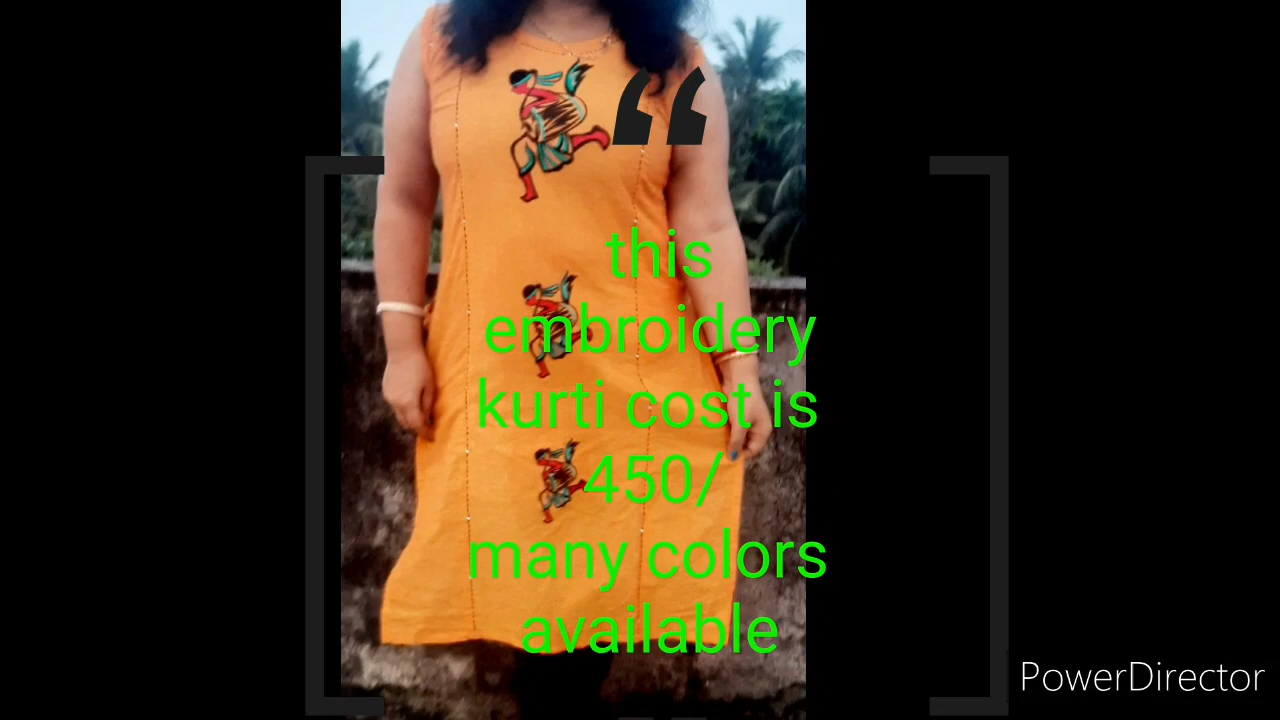 “
this
embroidery
kurti cost is
450/
many colors
available
PowerDirector